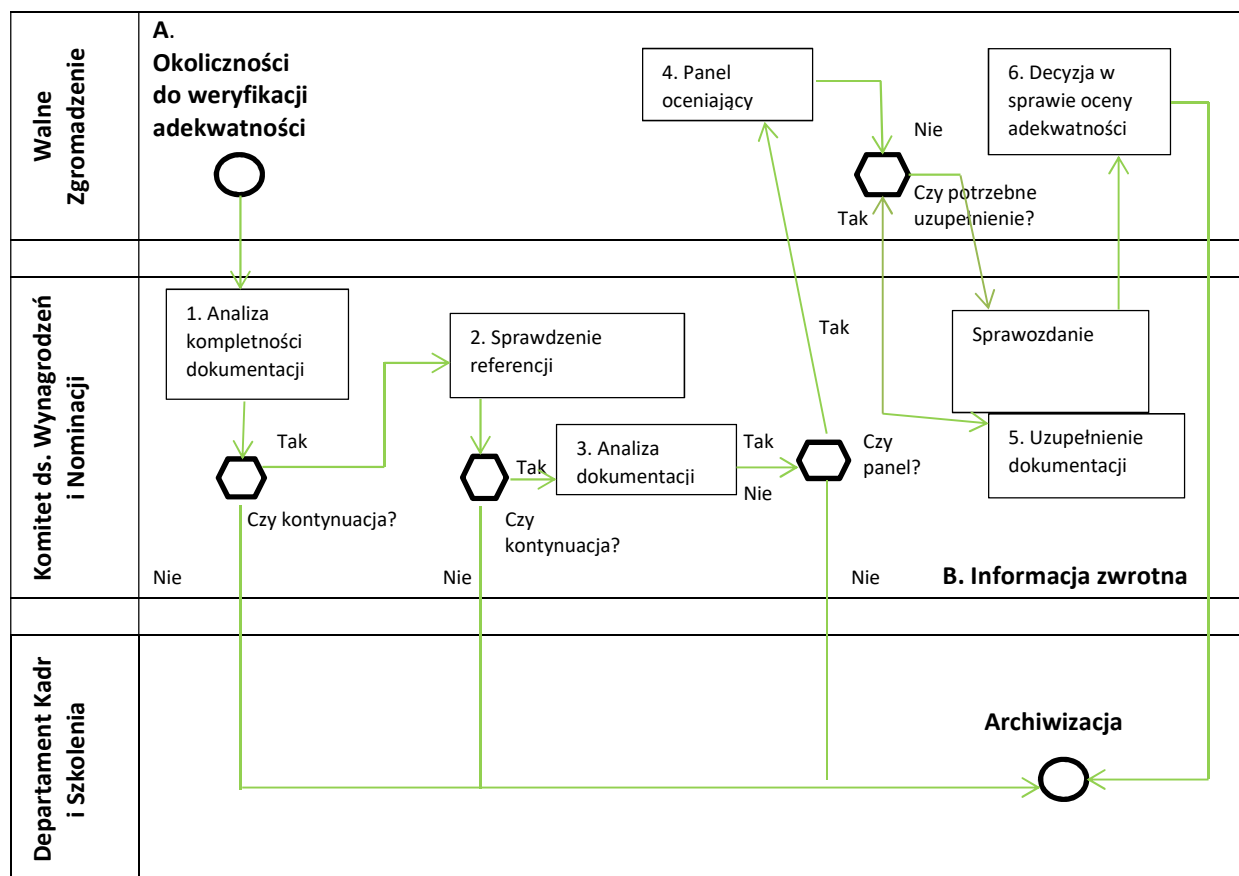 Walne
Zgromadzenie
A.
Okoliczności
do weryfikacji
adekwatności
4. Panel
oceniający
6. Decyzja w
sprawie oceny
adekwatności
Nie
Czy potrzebne
uzupełnienie?
Tak
Komitet ds. Wynagrodzeń
i Nominacji
1. Analiza
kompletności
dokumentacji
2. Sprawdzenie
referencji
Tak
Sprawozdanie
Tak
Czy kontynuacja?
Tak
Czy
kontynuacja?
3. Analiza
dokumentacji
Tak
Nie
Czy
panel?
5. Uzupełnienie
dokumentacji
Nie
Nie
Nie
B. Informacja zwrotna
Departament Kadr
i Szkolenia
Archiwizacja